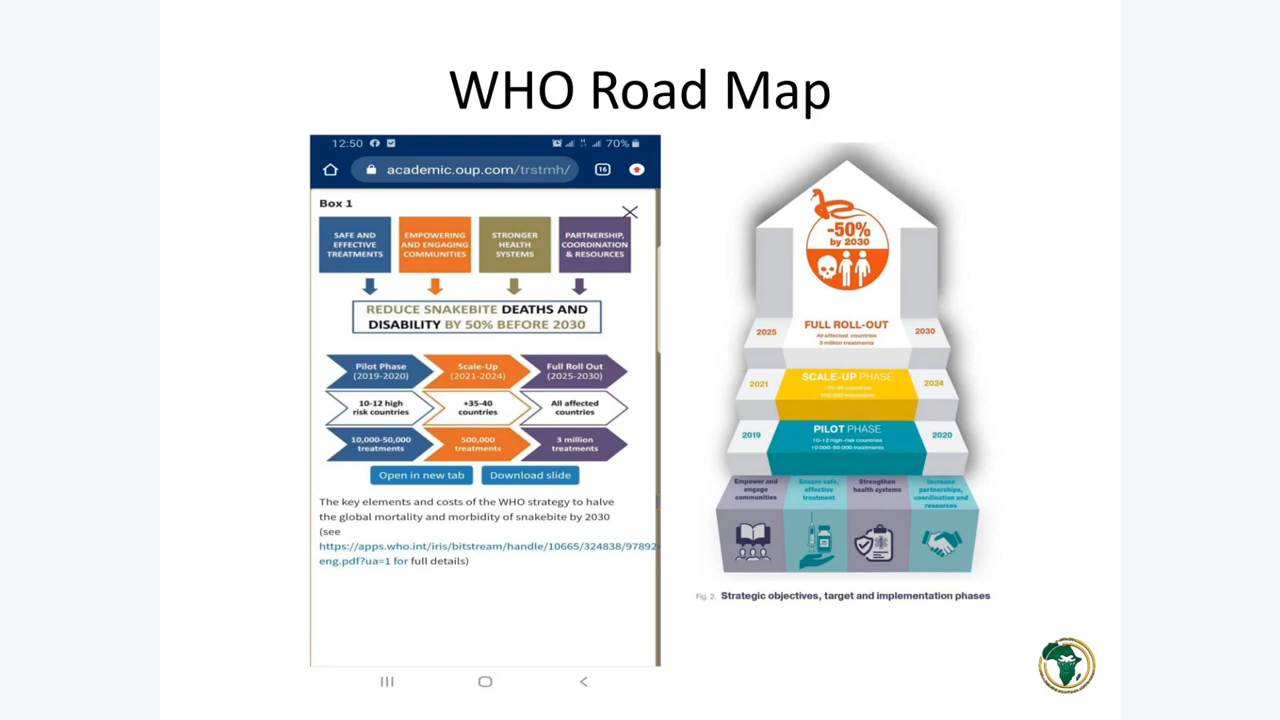 WHO Road Map
12:50
70%
academic.oup.com/trstmh/
16
Box 1
SAFE AND
EFFECTIVE
TREATMENTS
EMPOWERING
AND ENGAGING
COMMUNITIES
STRONGER
HEALTH
SYSTEMS
PARTNERSHIP,
COORDINATION
& RESOURCES
REDUCE SNAKEBITE DEATHS AND
DISABILITY BY 50% BEFORE 2030
Pilot Phase
(2019-2020)
Scale-Up
(2021-2024)
Full Roll Out
(2025-2030)
10-12 high
risk countries
+35-40
countries
All affected
countries
10,000-50,000
treatments
500,000
treatments
3 million
treatments
Open in new tab
Download slide
The key elements and costs of the WHO strategy to halve
the global mortality and morbidity of snakebite by 2030
(see
https://apps.who.int/iris/bitstream/handle/10665/324838/97892
eng.pdf?ua=1 for full details)
-50%
by 2030
2025
FULL ROLL-OUT
All affected countries
3 million treatments
2030
2021
SCALE-UP PHASE
+35-40 countries
treatments
2024
2019
PILOT PHASE
10-12 high-risk countries
10 000-50 000 treatments
2020
Empower and
engage
communities
Ensure safe,
effective
treatment
Strengthen
health systems
Increase
partnerships,
coordination and
resources
Fig. 2. Strategic objectives, target and implementation phases